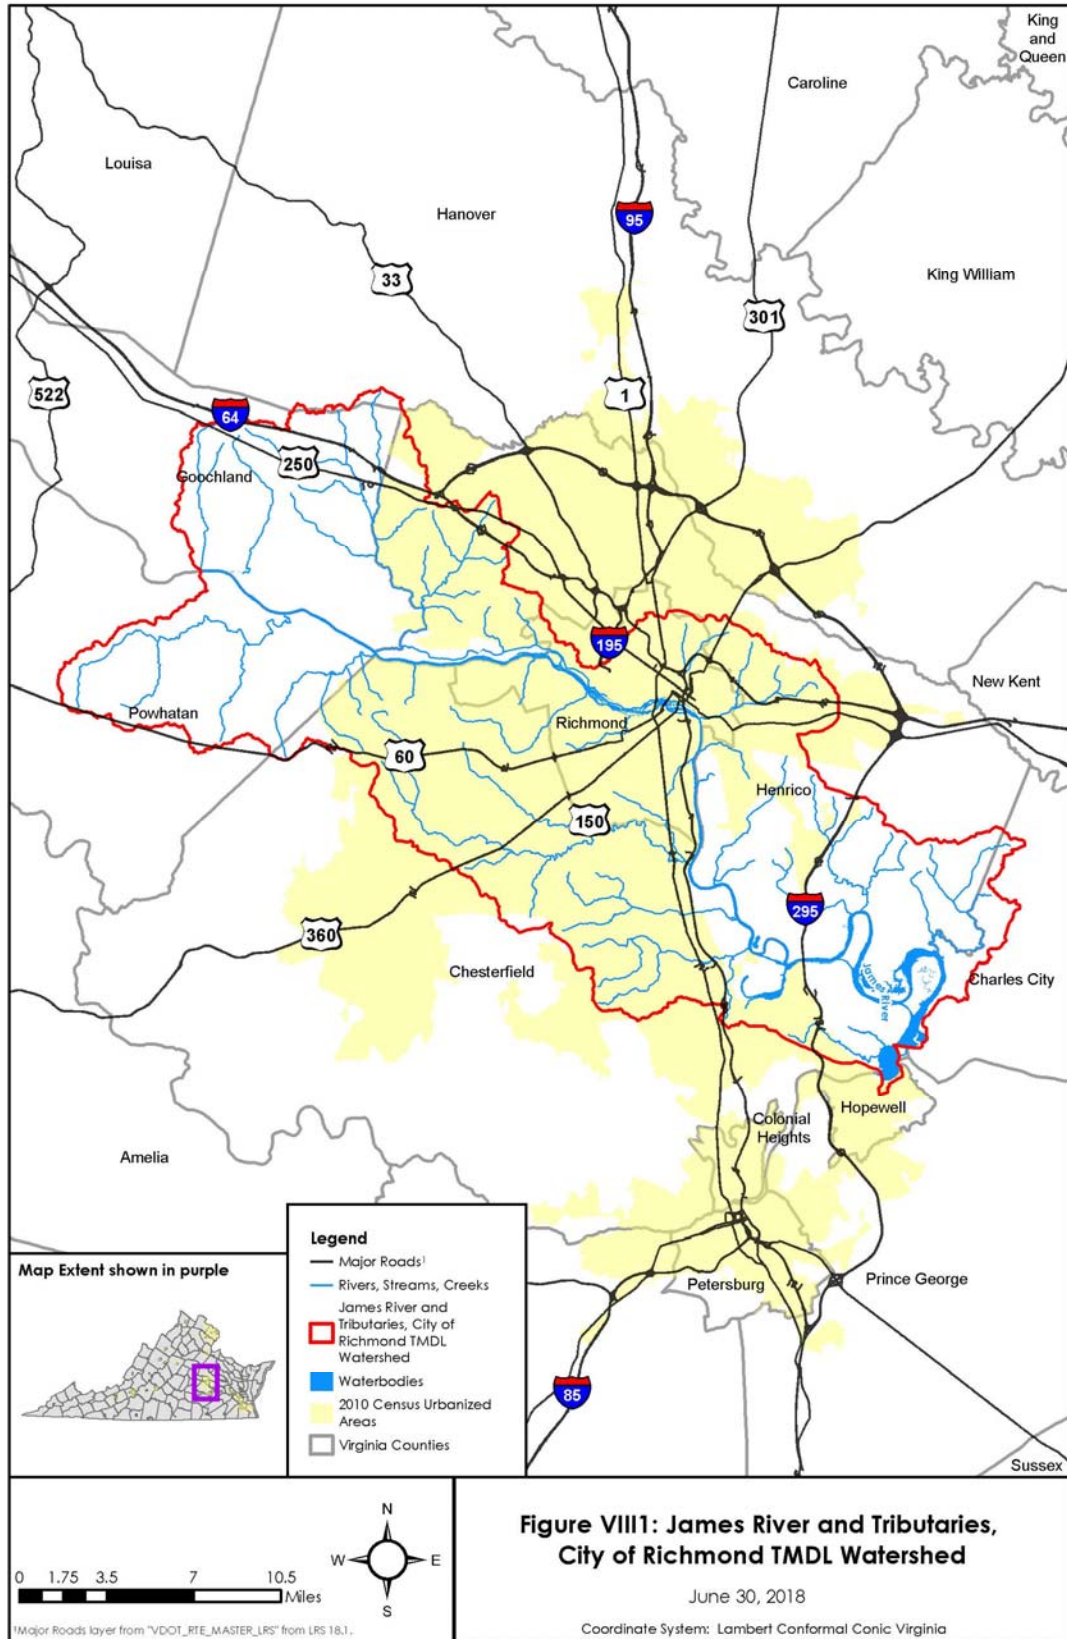 King
and
Queen
Caroline
Louisa
Hanover
95
33
King William
301
522
1
64
250
Goochland
195
New Kent
Powhatan
Richmond
60
Henrico
150
295
360
Chesterfield
James River
Charles City
Hopewell
Colonial
Heights
Amelia
Petersburg
Prince George
85
Sussex
Legend
Major Roads¹
Rivers, Streams, Creeks
James River and
Tributaries, City of
Richmond TMDL
Watershed
Waterbodies
2010 Census Urbanized
Areas
Virginia Counties
Map Extent shown in purple
N
W E
S
0 1.75 3.5 7 10.5
Miles
¹Major Roads layer from "VDOT_RTE_MASTER_LRS" from LRS 18.1.
Figure VIII1: James River and Tributaries,
City of Richmond TMDL Watershed
June 30, 2018
Coordinate System: Lambert Conformal Conic Virginia